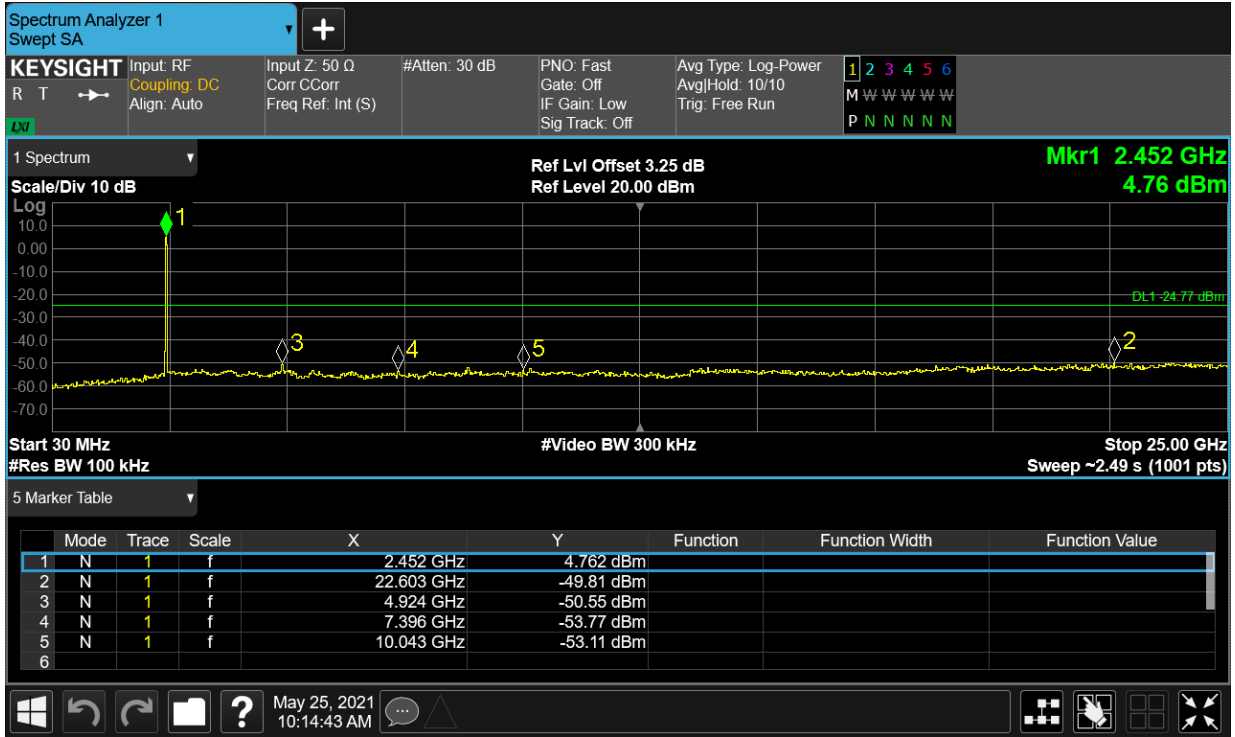 Spectrum Analyzer 1
Swept SA
+
KEYSIGHT
R T
LXI
Input: RF
Coupling: DC
Align: Auto
Input Z: 50 Ω
Corr CCorr
Freq Ref: Int (S)
#Atten: 30 dB
PNO: Fast
Gate: Off
IF Gain: Low
Sig Track: Off
Avg Type: Log-Power
Avg|Hold: 10/10
Trig: Free Run
1 2 3 4 5 6
M W W W W W
P N N N N N
1 Spectrum
Scale/Div 10 dB
Ref Lvl Offset 3.25 dB
Ref Level 20.00 dBm
Mkr1 2.452 GHz
4.76 dBm
Log
10.0
0.00
-10.0
-20.0
-30.0
-40.0
-50.0
-60.0
-70.0
1
3
4
5
2
DL1 -24.77 dBm
Start 30 MHz
#Video BW 300 kHz
Stop 25.00 GHz
#Res BW 100 kHz
Sweep ~2.49 s (1001 pts)
5 Marker Table
Mode Trace Scale X Y Function Function Width Function Value
1 N 1 f 2.452 GHz 4.762 dBm
2 N 1 f 22.603 GHz -49.81 dBm
3 N 1 f 4.924 GHz -50.55 dBm
4 N 1 f 7.396 GHz -53.77 dBm
5 N 1 f 10.043 GHz -53.11 dBm
6
?
May 25, 2021
10:14:43 AM